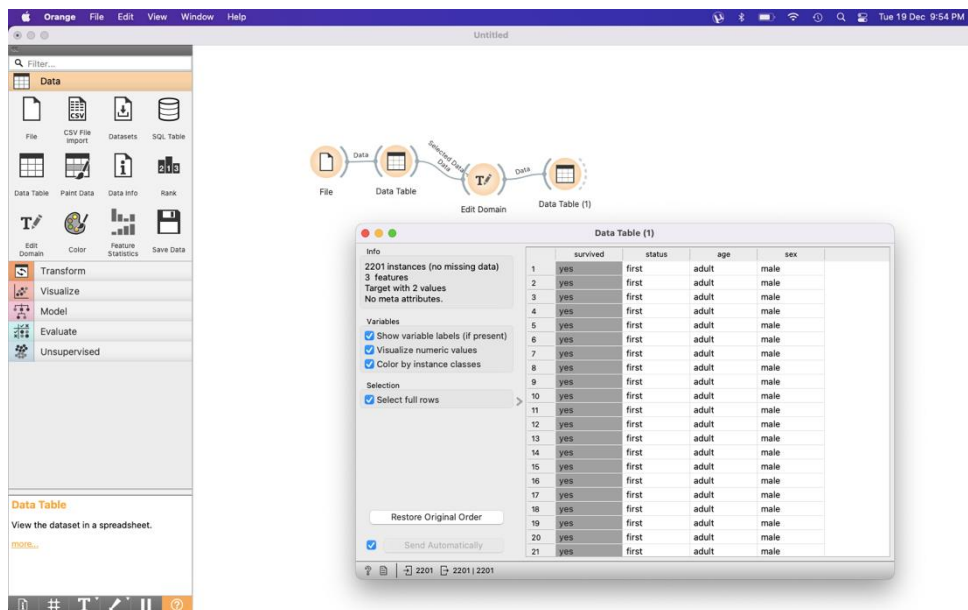 Orange File Edit View Window Help Tue 19 Dec 9:54 PM
Untitled
Filter...
Data
File CSV File Import Datasets SQL Table
Data Table Paint Data Data Info Rank
Edit Domain Color Feature Statistics Save Data
Transform
Visualize
Model
Evaluate
Unsupervised
Data Table
View the dataset in a spreadsheet.
more...
File
Data
Data Table
Selected Data
Data
Edit Domain
Data
Data Table (1)
Data Table (1)
Info
2201 instances (no missing data)
3 features
Target with 2 values
No meta attributes.
Variables
Show variable labels (if present)
Visualize numeric values
Color by instance classes
Selection
Select full rows
Restore Original Order
Send Automatically
survived status age sex
1 yes first adult male
2 yes first adult male
3 yes first adult male
4 yes first adult male
5 yes first adult male
6 yes first adult male
7 yes first adult male
8 yes first adult male
9 yes first adult male
10 yes first adult male
11 yes first adult male
12 yes first adult male
13 yes first adult male
14 yes first adult male
15 yes first adult male
16 yes first adult male
17 yes first adult male
18 yes first adult male
19 yes first adult male
20 yes first adult male
21 yes first adult male
2201 2201 | 2201